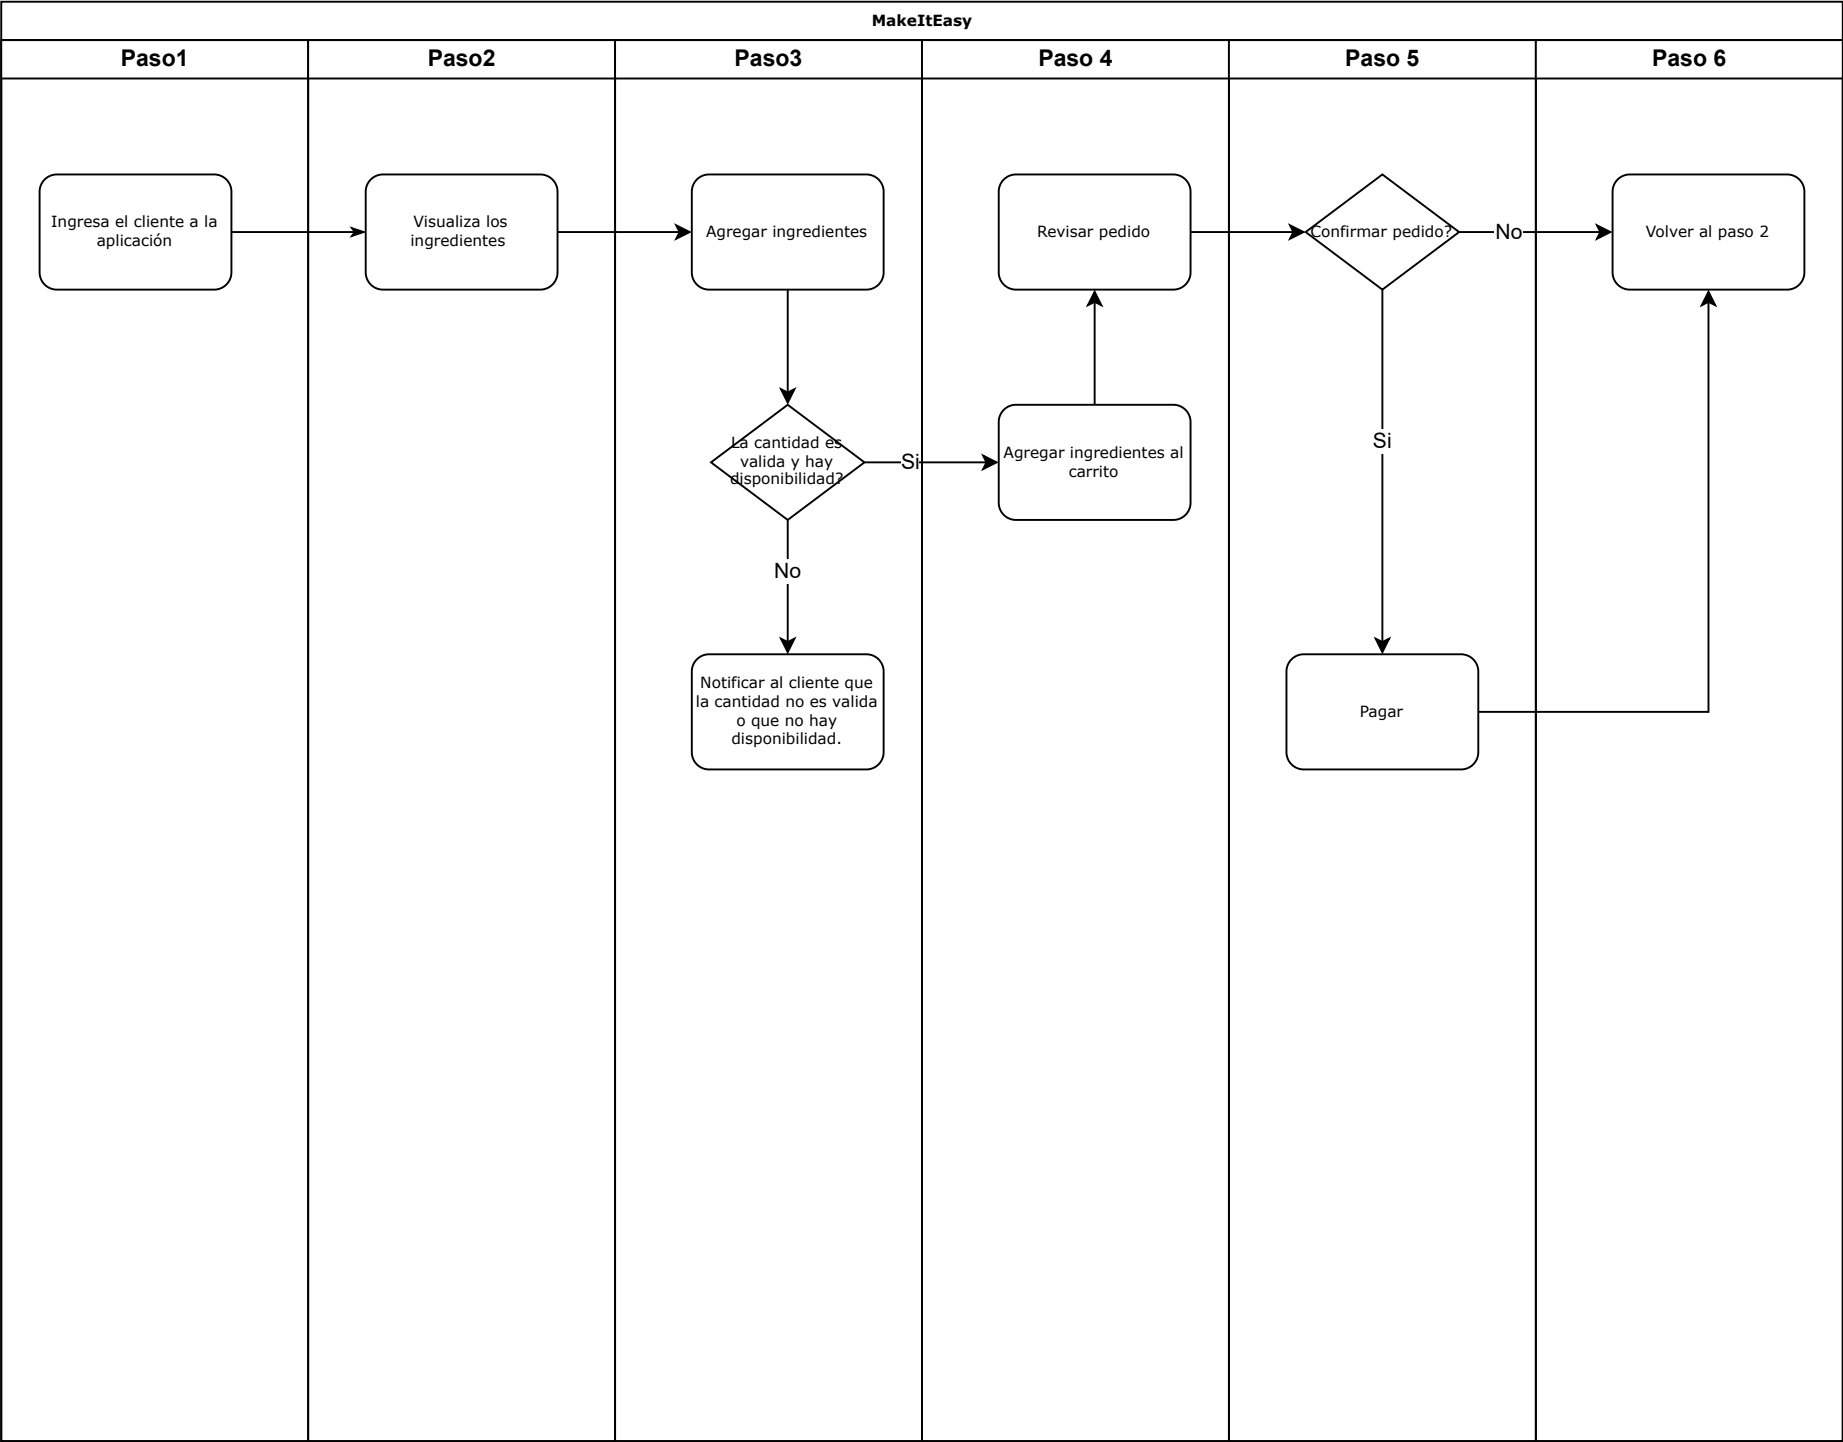 MakeItEasy
Paso1
Paso2
Paso3
Paso 4
Paso 5
Paso 6
Ingresa el cliente a la
aplicación
Visualiza los
ingredientes
Agregar ingredientes
Revisar pedido
Confirmar pedido?
No
Volver al paso 2
La cantidad es
valida y hay
disponibilidad?
Si
Agregar ingredientes al
carrito
Si
No
Notificar al cliente que
la cantidad no es valida
o que no hay
disponibilidad.
Pagar